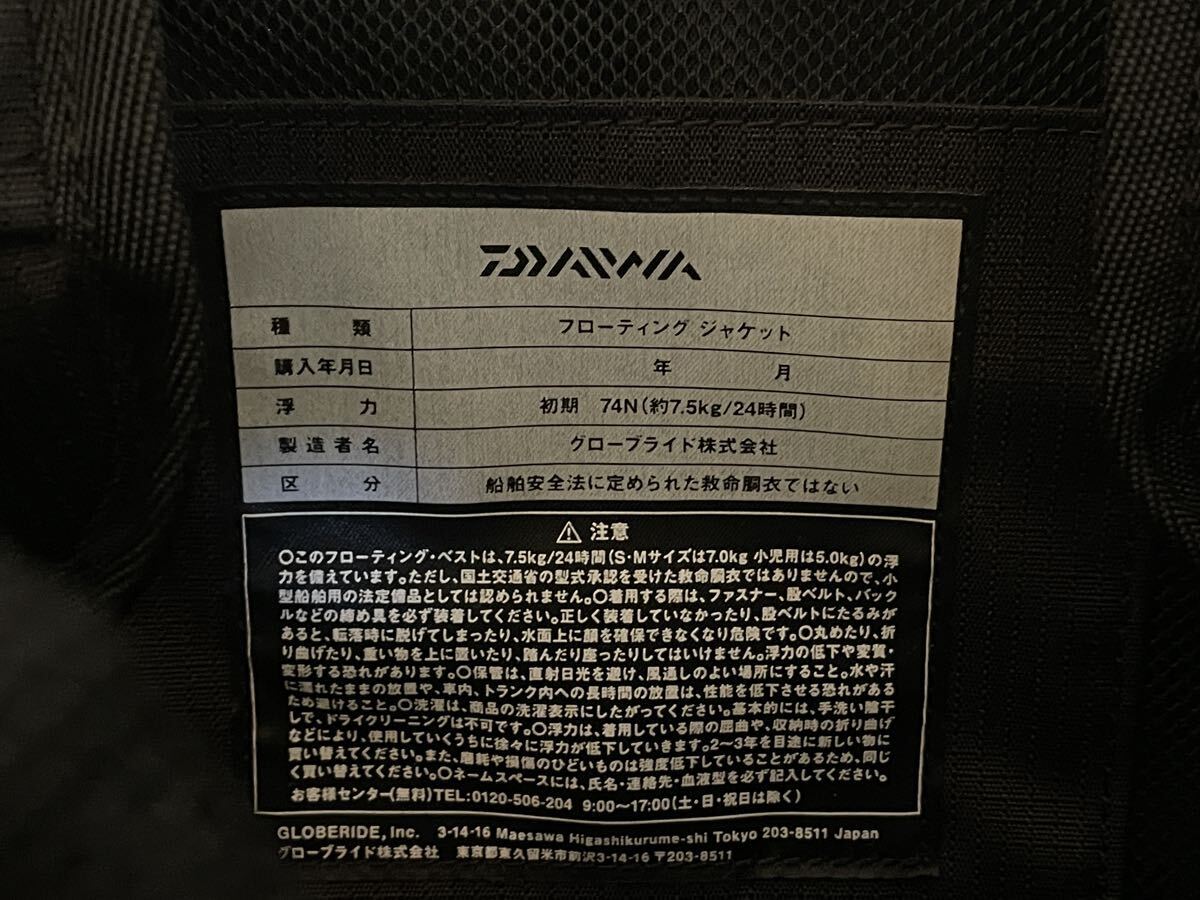 DAIWA
種 類 フローティング ジャケット
購入年月日 年 月
浮 力 初期 74N(約7.5kg/24時間)
製造者名 グローブライド株式会社
区 分 船舶安全法に定められた救命胴衣ではない
⚠ 注意
○このフローティング・ベストは、7.5kg/24時間(S・Mサイズは7.0kg 小児用は5.0kg)の浮
力を備えています。ただし、国土交通省の型式承認を受けた救命胴衣ではありませんので、小
型船舶用の法定備品としては認められません。○着用する際は、ファスナー、股ベルト、バック
ルなどの締め具を必ず装着してください。正しく装着していなかったり、股ベルトにたるみが
あると、転落時に脱げてしまったり、水面上に顔を確保できなくなり危険です。○丸めたり、折
り曲げたり、重い物を上に置いたり、踏んだり座ったりしてはいけません。浮力の低下や変質・
変形する恐れがあります。○保管は、直射日光を避け、風通しのよい場所にすること。水や汗
に濡れたままの放置や、車内、トランク内への長時間の放置は、性能を低下させる恐れがある
ため避けること。○洗濯は、商品の洗濯表示にしたがってください。基本的には、手洗い陰干
しで、ドライクリーニングは不可です。○浮力は、着用している際の屈曲や、収納時の折り曲げ
などにより、使用していくうちに徐々に浮力が低下していきます。2〜3年を目途に新しい物に
買い替えてください。また、磨耗や損傷のひどいものは強度低下していることがあるため、同じ
く買い替えてください。○ネームスペースには、氏名・連絡先・血液型を必ず記入してください。
お客様センター(無料)TEL:0120-506-204 9:00〜17:00(土・日・祝日は除く)
GLOBERIDE, Inc. 3-14-16 Maesawa Higashikurume-shi Tokyo 203-8511 Japan
グローブライド株式会社 東京都東久留米市前沢3-14-16 〒203-8511